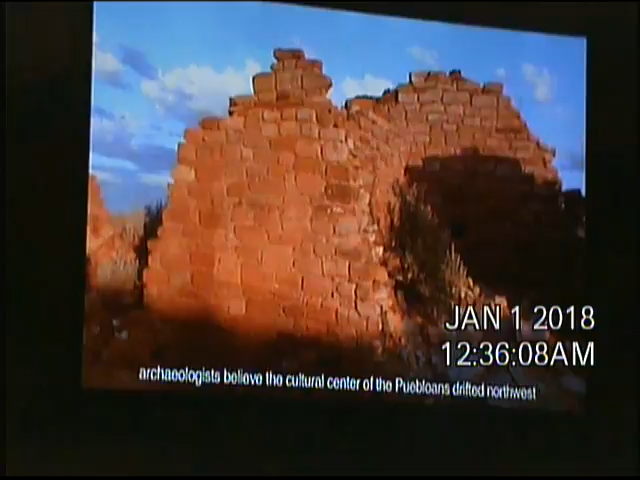 JAN 1 2018
12:36:08AM
archaeologists believe the cultural center of the Puebloans drifted northwest